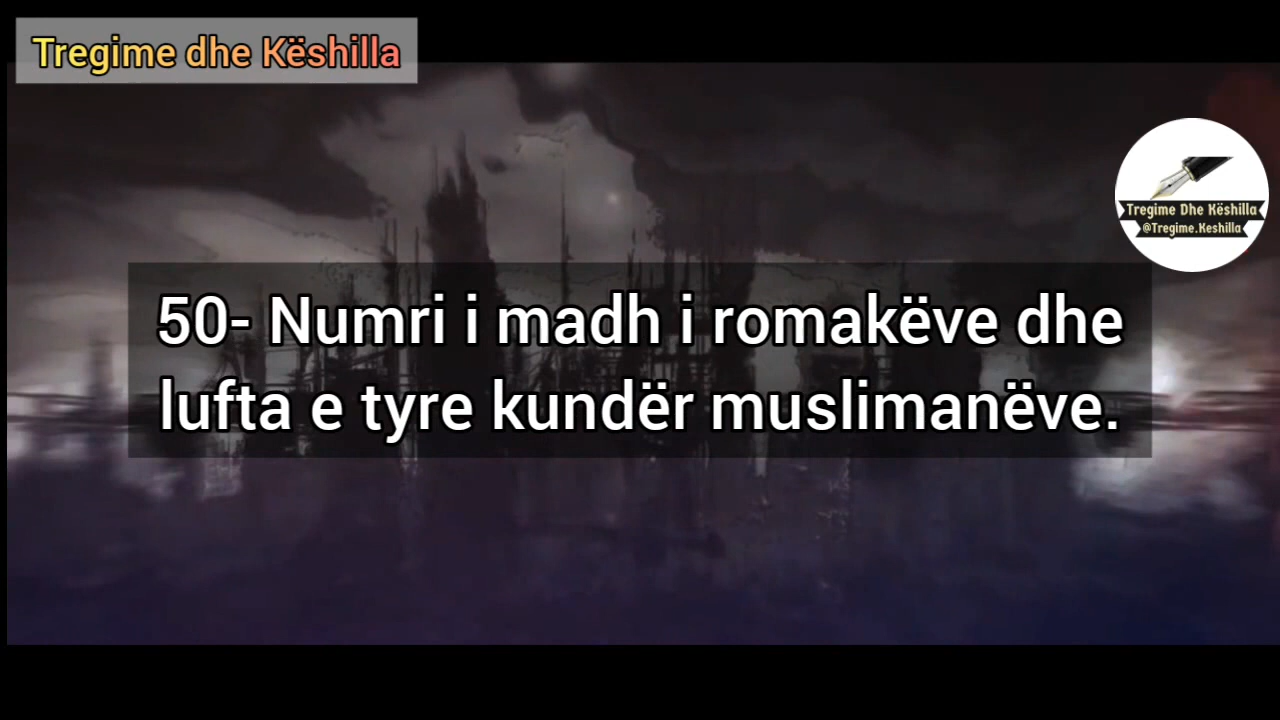 Tregime dhe Këshilla
Tregime Dhe Këshilla
@Tregime.Keshilla
50- Numri i madh i romakëve dhe
lufta e tyre kundër muslimanëve.